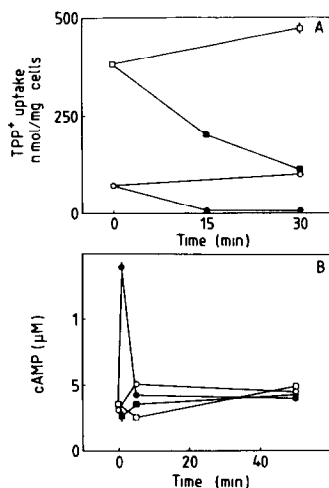 A
TPP+ uptake
nmol/mg cells
500
250
0
0 15 30
Time (min)
B
cAMP (μM)
1
5
0
0 20 40
Time (min)